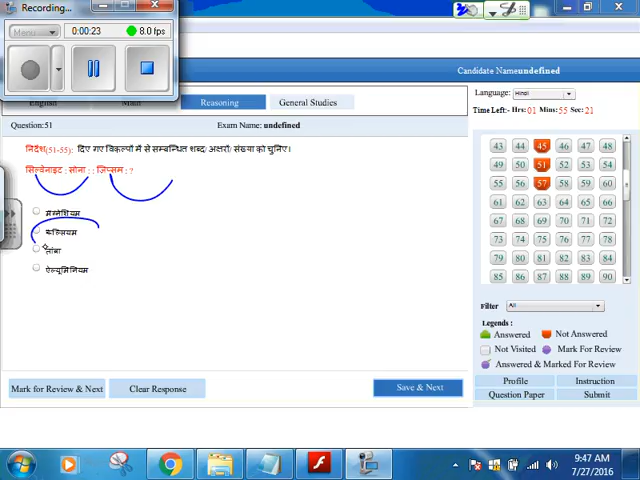 Recording...
Menu
0:00:23
8.0 fps
Candidate Nameundefined
English
Math
Reasoning
General Studies
Language:
Hindi
Question:51
Exam Name: undefined
Time Left: Hrs:01 Mins:55 Sec:21
निर्देश(51-55): दिए गए विकल्पों में से सम्बन्धित शब्द/अक्षरों/संख्या को चुनिए।
सिल्वेनाइट : सोना : : जिप्सम : ?
मैग्नेशियम
कैल्सियम
तांबा
ऐल्यूमिनियम
43 44 45 46 47 48
49 50 51 52 53 54
55 56 57 58 59 60
61 62 63 64 65 66
67 68 69 70 71 72
73 74 75 76 77 78
79 80 81 82 83 84
85 86 87 88 89 90
Filter
All
Legends :
Answered
Not Answered
Not Visited
Mark For Review
Answered & Marked For Review
Mark for Review & Next
Clear Response
Save & Next
Profile
Instruction
Question Paper
Submit
9:47 AM
7/27/2016